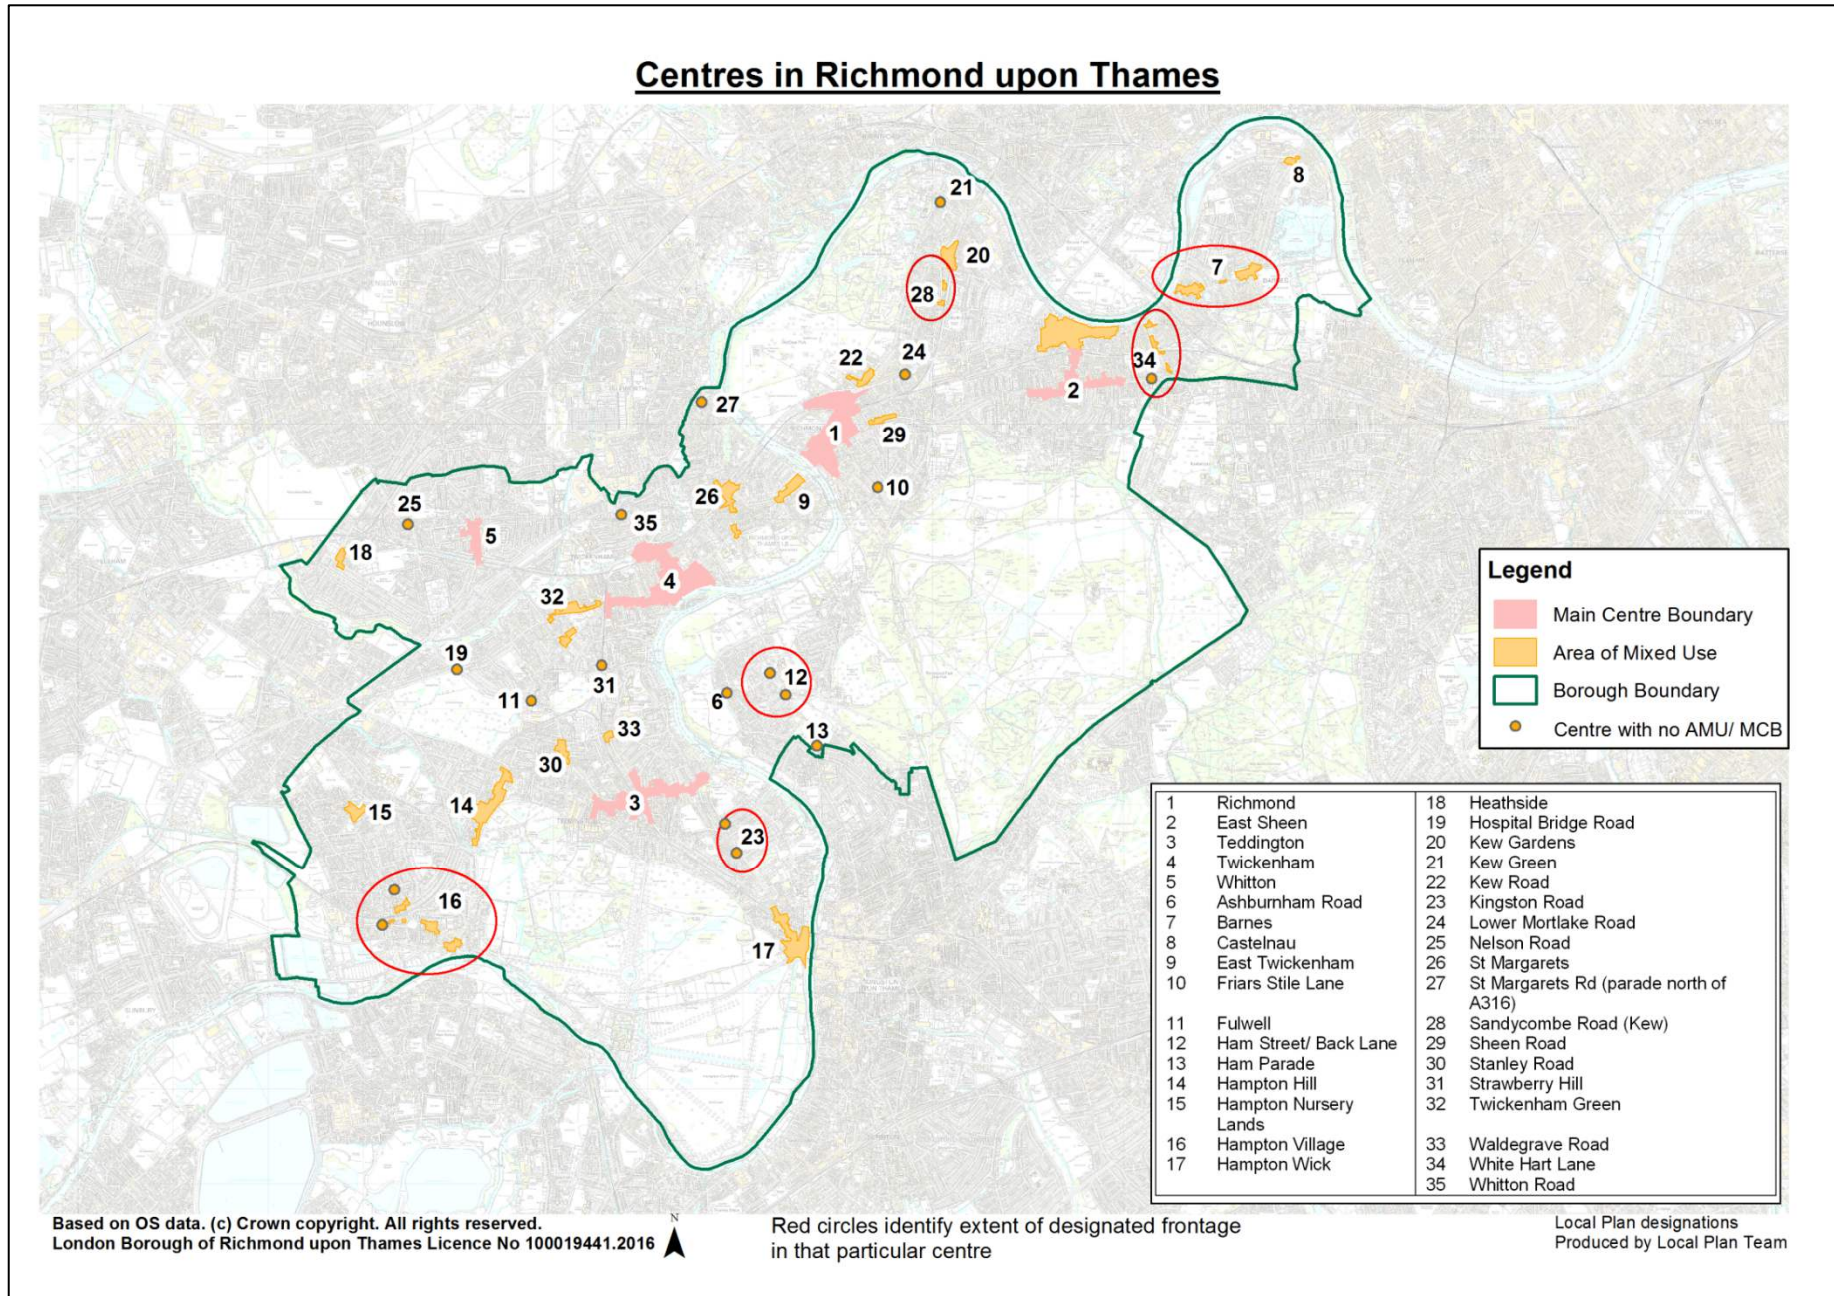 Centres in Richmond upon Thames
21
8
20
7
28
34
22
24
2
27
1
29
26
9
10
25
35
5
18
4
32
19
12
6
31
11
13
33
30
14
15
3
23
16
17
Legend
Main Centre Boundary
Area of Mixed Use
Borough Boundary
Centre with no AMU/ MCB
1 Richmond
2 East Sheen
3 Teddington
4 Twickenham
5 Whitton
6 Ashburnham Road
7 Barnes
8 Castelnau
9 East Twickenham
10 Friars Stile Lane
11 Fulwell
12 Ham Street/ Back Lane
13 Ham Parade
14 Hampton Hill
15 Hampton Nursery
Lands
16 Hampton Village
17 Hampton Wick
18 Heathside
19 Hospital Bridge Road
20 Kew Gardens
21 Kew Green
22 Kew Road
23 Kingston Road
24 Lower Mortlake Road
25 Nelson Road
26 St Margarets
27 St Margarets Rd (parade north of
A316)
28 Sandycombe Road (Kew)
29 Sheen Road
30 Stanley Road
31 Strawberry Hill
32 Twickenham Green
33 Waldegrave Road
34 White Hart Lane
35 Whitton Road
Based on OS data. (c) Crown copyright. All rights reserved.
London Borough of Richmond upon Thames Licence No 100019441.2016
N
Red circles identify extent of designated frontage
in that particular centre
Local Plan designations
Produced by Local Plan Team